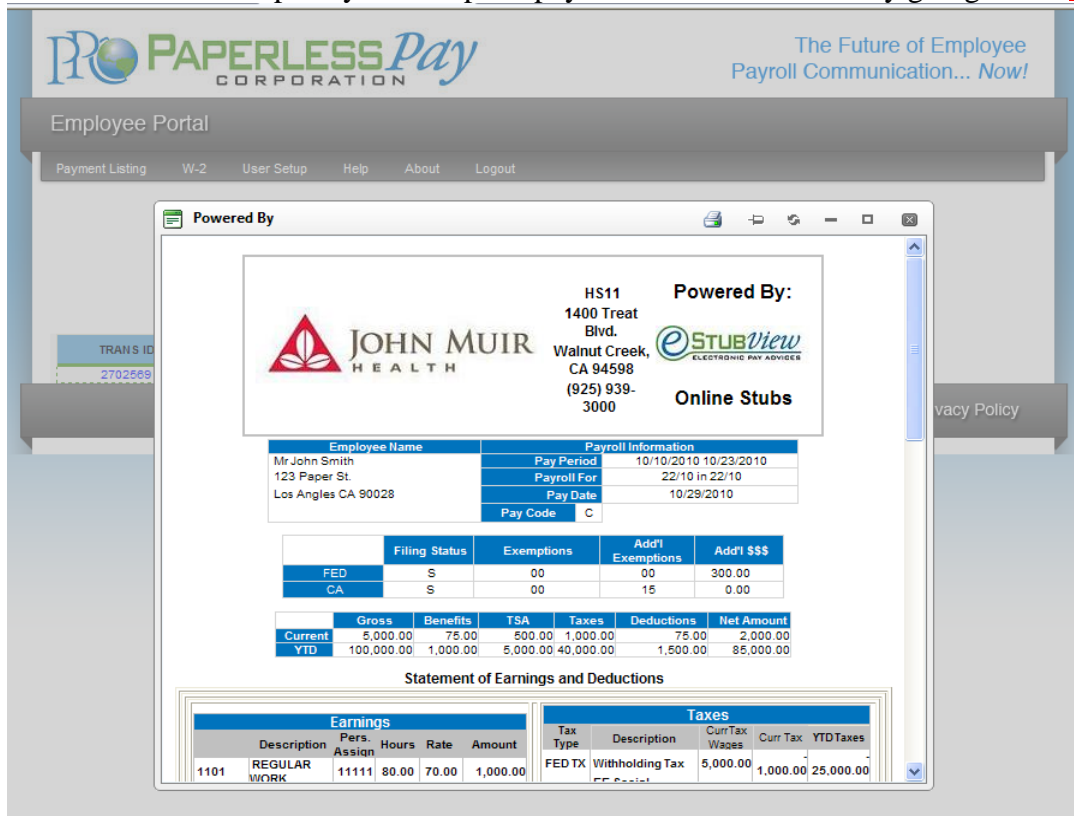 PRO PAPERLESS Pay
CORPORATION
The Future of Employee
Payroll Communication... Now!
Employee Portal
Payment Listing W-2 User Setup Help About Logout
Powered By
JOHN MUIR
HEALTH
HS11
1400 Treat
Blvd.
Walnut Creek,
CA 94598
(925) 939-
3000
Powered By:
eSTUBView
ELECTRONIC PAY ADVICES
Online Stubs
TRANS ID
2702569
vacy Policy
Employee Name Payroll Information
Mr John Smith Pay Period 10/10/2010 10/23/2010
123 Paper St. Payroll For 22/10 in 22/10
Los Angles CA 90028 Pay Date 10/29/2010
Pay Code C
Filing Status Exemptions Add'l Exemptions Add'l $$$
FED S 00 00 300.00
CA S 00 15 0.00
Gross Benefits TSA Taxes Deductions Net Amount
Current 5,000.00 75.00 500.00 1,000.00 75.00 2,000.00
YTD 100,000.00 1,000.00 5,000.00 40,000.00 1,500.00 85,000.00
Statement of Earnings and Deductions
Earnings
Description Pers. Assign Hours Rate Amount
1101 REGULAR WORK 11111 80.00 70.00 1,000.00
Taxes
Tax Type Description CurrTax Wages Curr Tax YTD Taxes
FED TX Withholding Tax 5,000.00 -1,000.00 -25,000.00